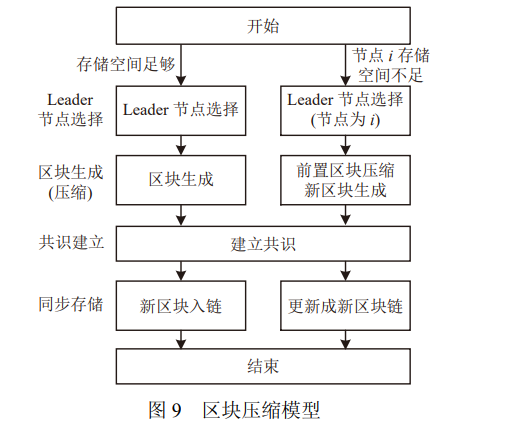 开始
存储空间足够
节点 i 存储
空间不足
Leader
节点选择
Leader 节点选择
Leader 节点选择
(节点为 i)
区块生成
(压缩)
区块生成
前置区块压缩
新区块生成
共识建立
建立共识
同步存储
新区块入链
更新成新区块链
结束
图 9 区块压缩模型